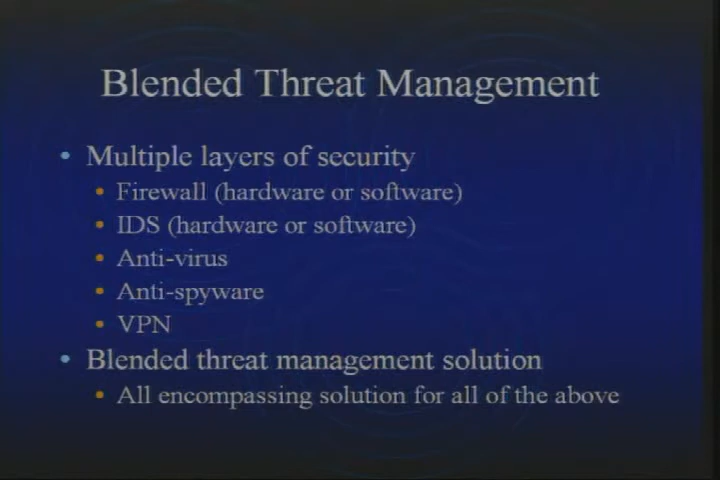 Blended Threat Management
• Multiple layers of security
• Firewall (hardware or software)
• IDS (hardware or software)
• Anti-virus
• Anti-spyware
• VPN
• Blended threat management solution
• All encompassing solution for all of the above